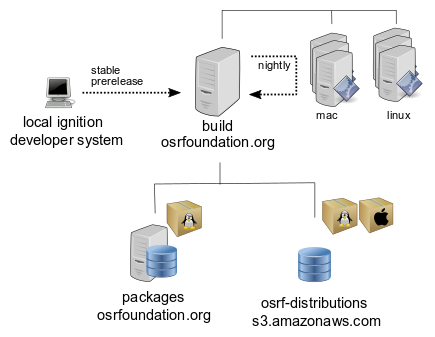 stable
prerelease
nightly
mac
linux
local ignition
developer system
build
osrfoundation.org
packages
osrfoundation.org
osrf-distributions
s3.amazonaws.com